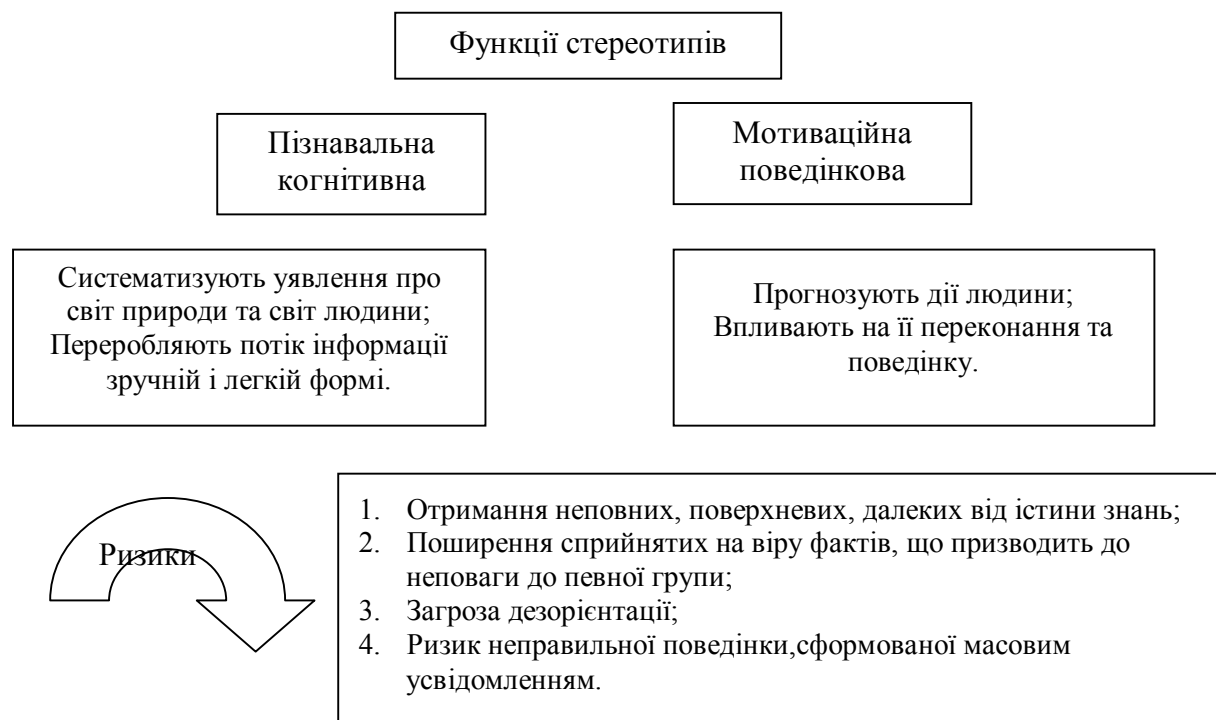 Функції стереотипів
Пізнавальна
когнітивна
Мотиваційна
поведінкова
Систематизують уявлення про
світ природи та світ людини;
Переробляють потік інформації
зручній і легкій формі.
Прогнозують дії людини;
Впливають на її переконання та
поведінку.
Ризики
1. Отримання неповних, поверхневих, далеких від істини знань;
2. Поширення сприйнятих на віру фактів, що призводить до
неповаги до певної групи;
3. Загроза дезорієнтації;
4. Ризик неправильної поведінки,сформованої масовим
усвідомленням.